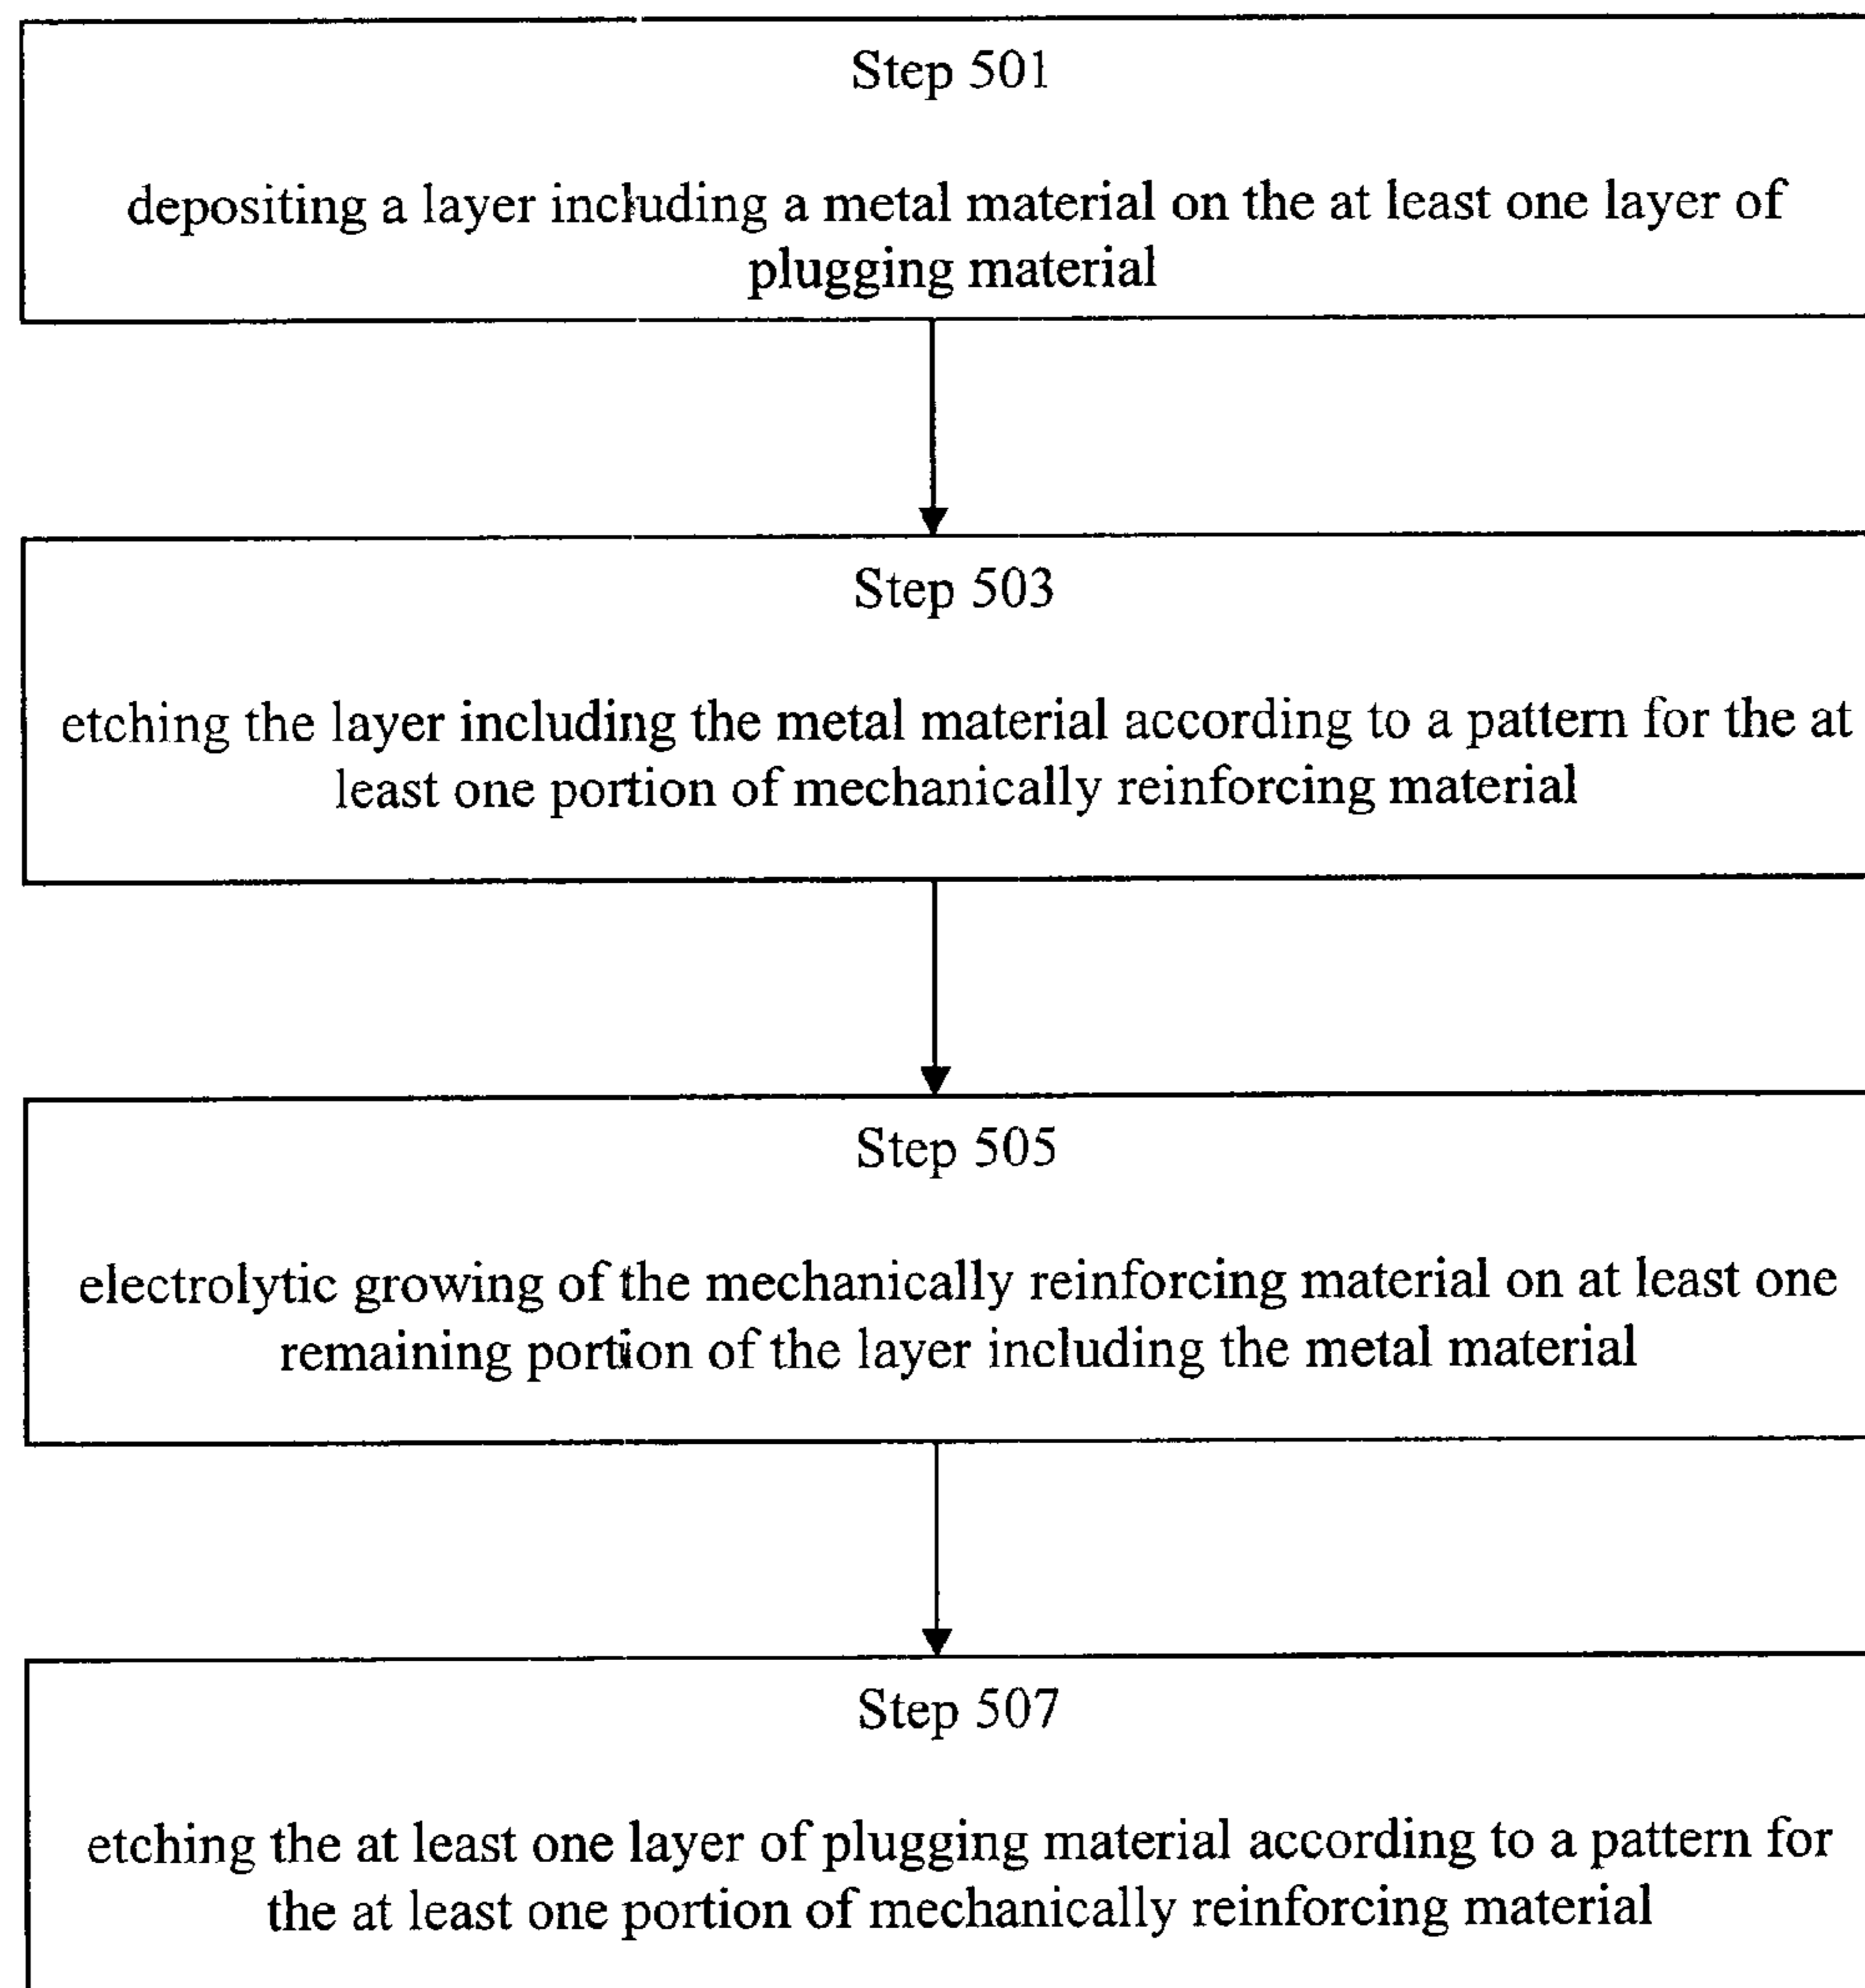 Step 501
depositing a layer including a metal material on the at least one layer of
plugging material
Step 503
etching the layer including the metal material according to a pattern for the at
least one portion of mechanically reinforcing material
Step 505
electrolytic growing of the mechanically reinforcing material on at least one
remaining portion of the layer including the metal material
Step 507
etching the at least one layer of plugging material according to a pattern for
the at least one portion of mechanically reinforcing material